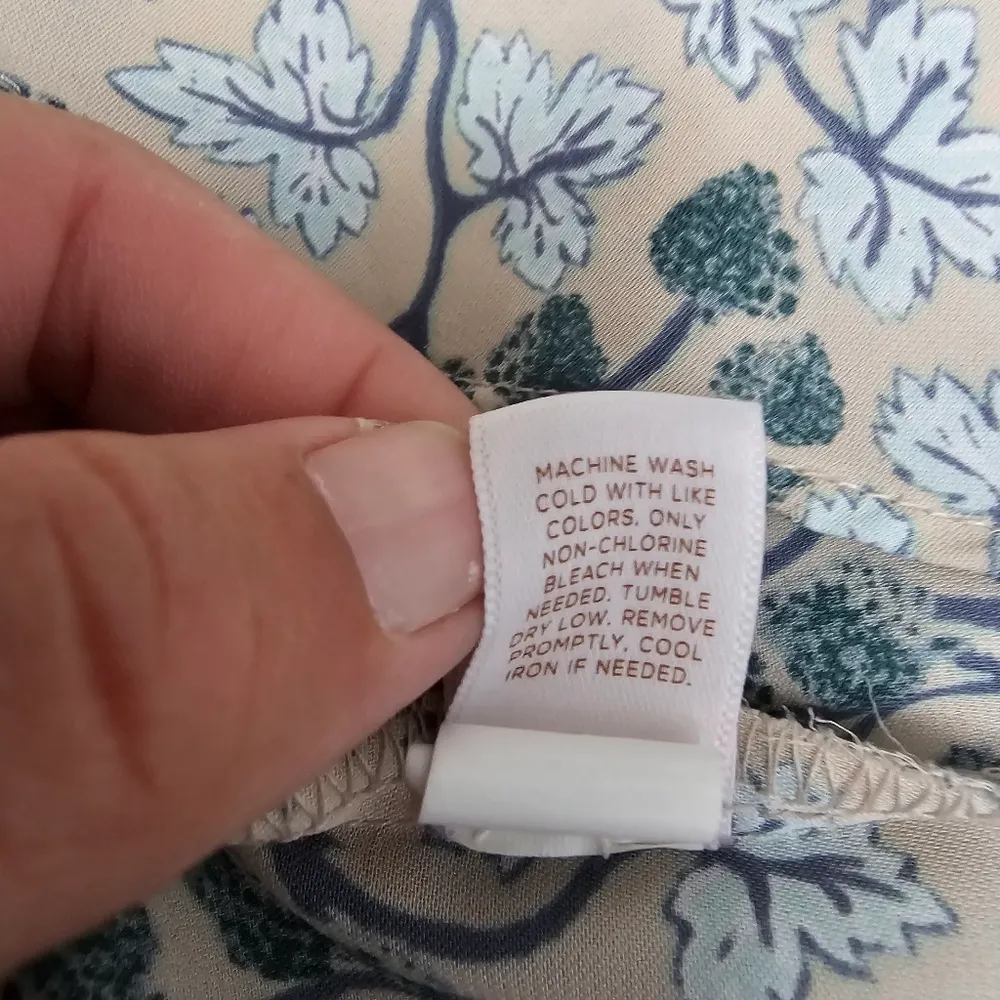 MACHINE WASH
COLD WITH LIKE
COLORS. ONLY
NON-CHLORINE
BLEACH WHEN
NEEDED. TUMBLE
DRY LOW. REMOVE
PROMPTLY. COOL
IRON IF NEEDED.